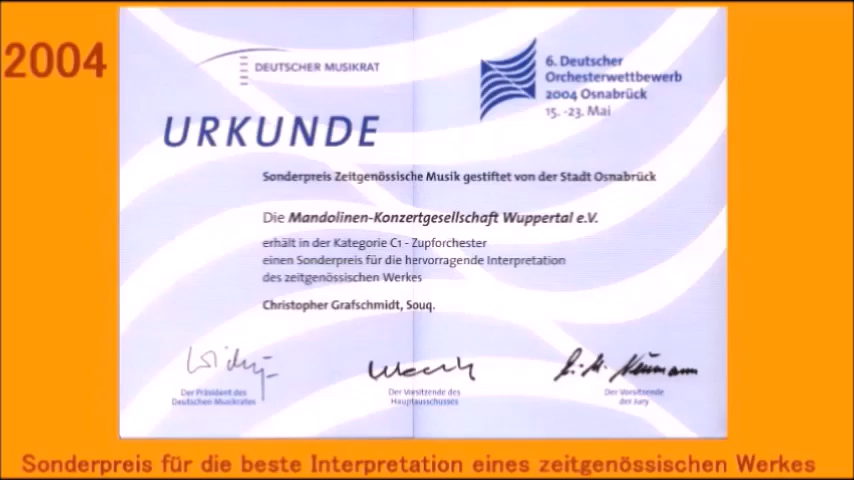 2004
DEUTSCHER MUSIKRAT
6. Deutscher
Orchesterwettbewerb
2004 Osnabrück
15. -23. Mai
URKUNDE
Sonderpreis Zeitgenössische Musik gestiftet von der Stadt Osnabrück
Die Mandolinen-Konzertgesellschaft Wuppertal e.V.
erhält in der Kategorie C1 - Zupforchester
einen Sonderpreis für die hervorragende Interpretation
des zeitgenössischen Werkes
Christopher Grafschmidt, Souq.
Der Präsident des
Deutschen Musikrates
Der Vorsitzende des
Hauptausschusses
Der Vorsitzende
der Jury
Sonderpreis für die beste Interpretation eines zeitgenössischen Werkes